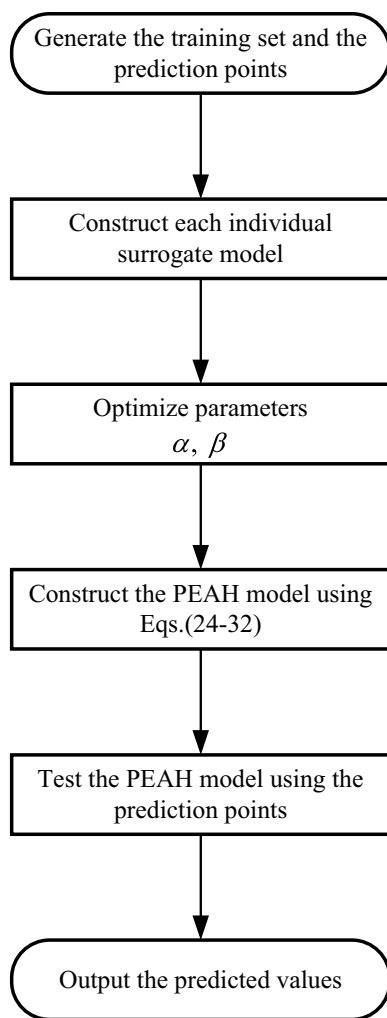 Generate the training set and the
prediction points
Construct each individual
surrogate model
Optimize parameters
α, β
Construct the PEAH model using
Eqs.(24-32)
Test the PEAH model using the
prediction points
Output the predicted values